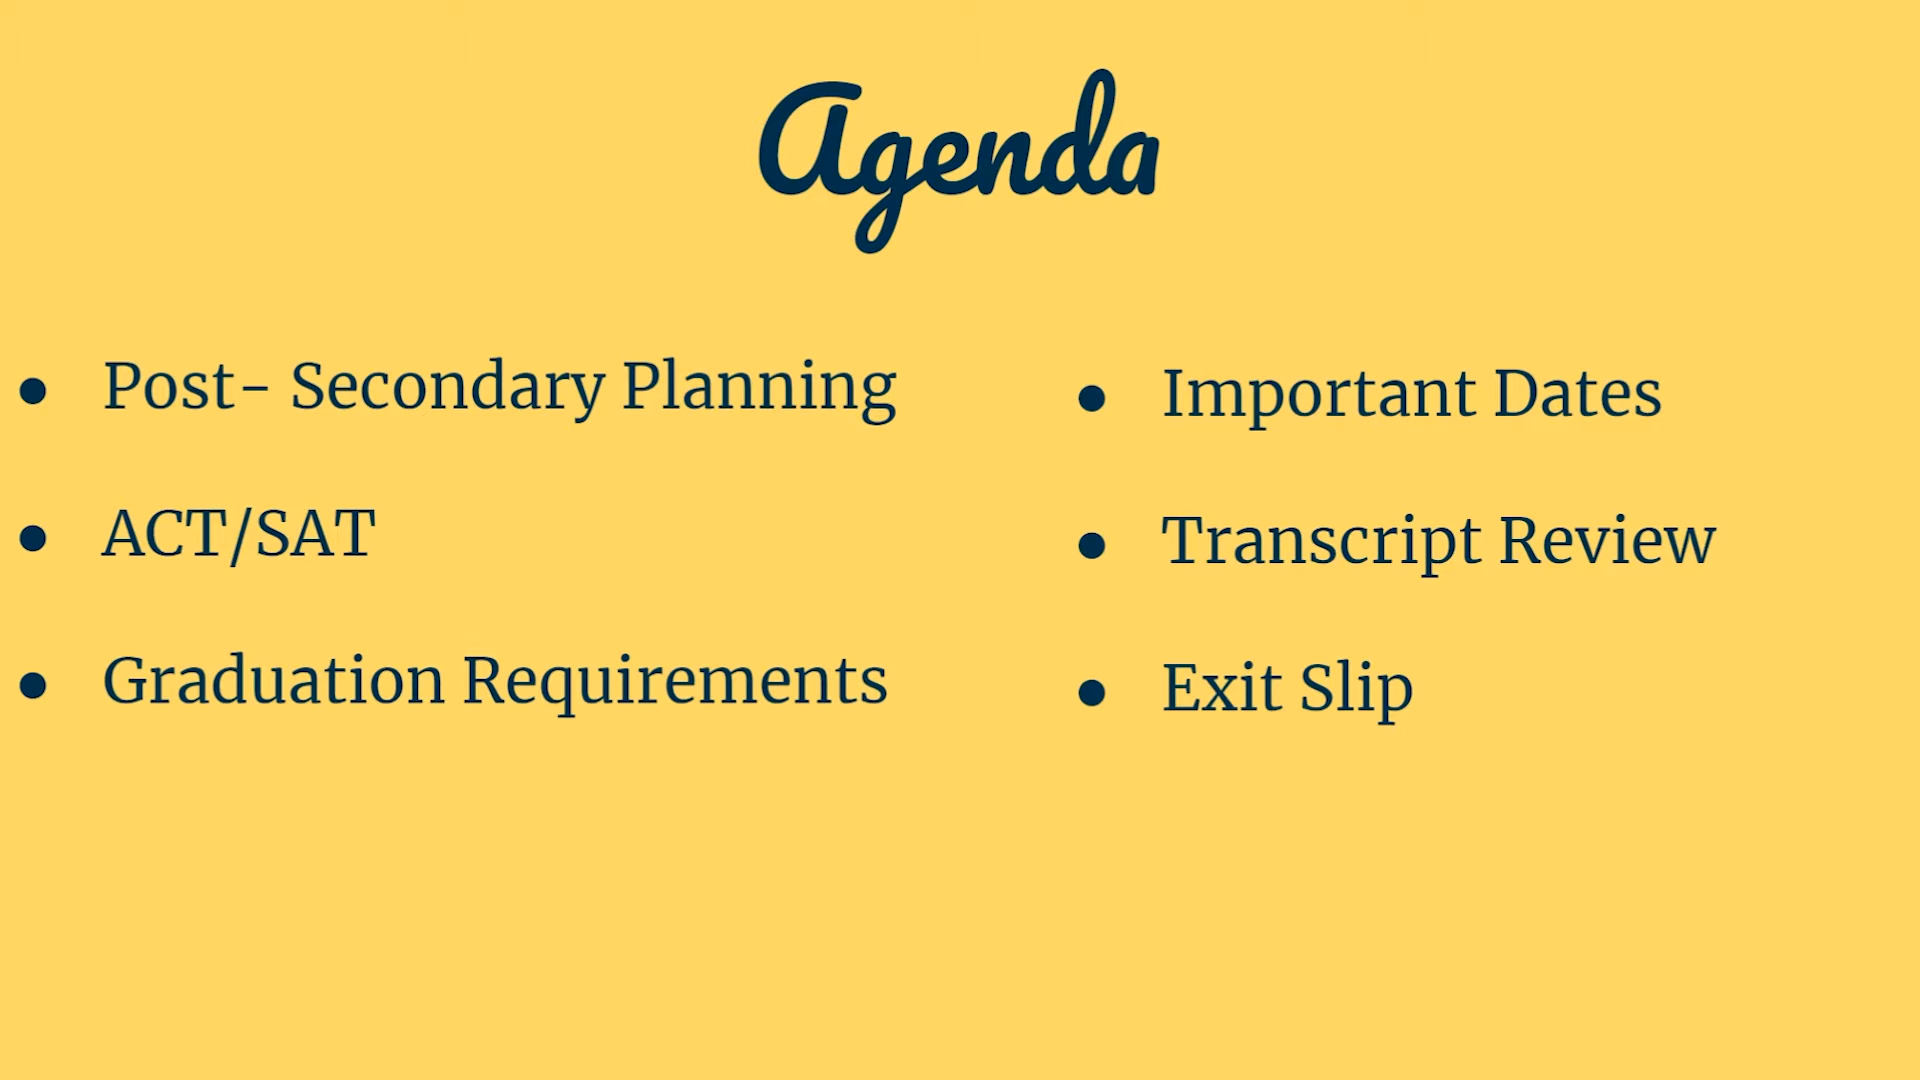 Agenda
Post- Secondary Planning
ACT/SAT
Graduation Requirements
Important Dates
Transcript Review
Exit Slip